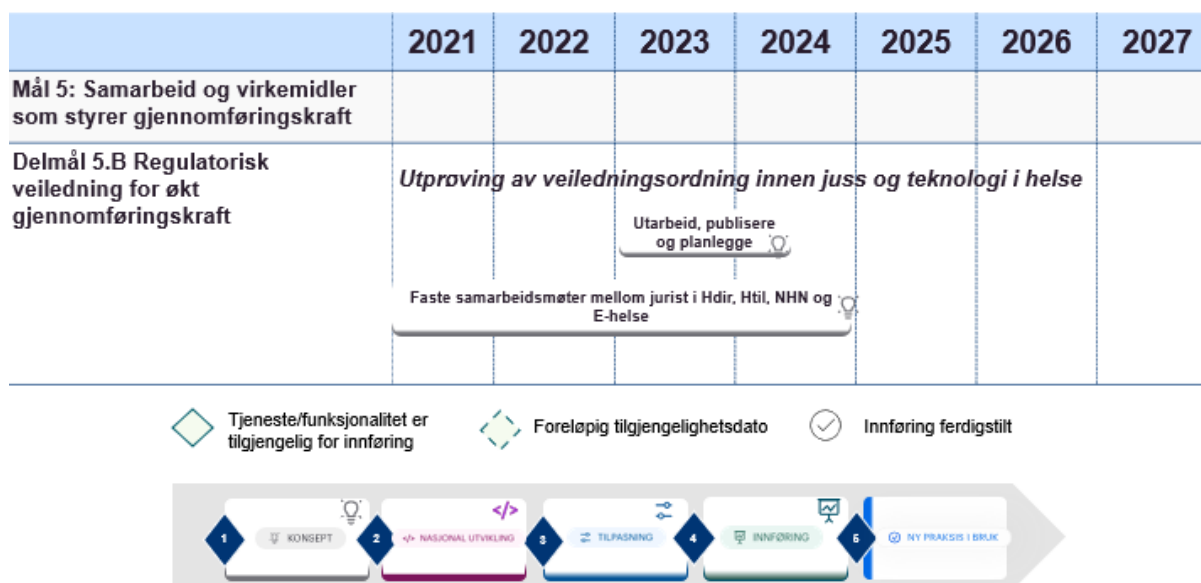 2021 2022 2023 2024 2025 2026 2027
Mål 5: Samarbeid og virkemidler
som styrer gjennomføringskraft
Delmål 5.B Regulatorisk
veiledning for økt
gjennomføringskraft
Utprøving av veiledningsordning innen juss og teknologi i helse
Utarbeid, publisere
og planlegge
Faste samarbeidsmøter mellom jurist i Hdir, Htil, NHN og
E-helse
Tjeneste/funksjonalitet er
tilgjengelig for innføring
Foreløpig tilgjengelighetsdato
Innføring ferdigstilt
1 KONSEPT 2 </> </> NASJONAL UTVIKLING 3 TILPASNING 4 INNFØRING 5 NY PRAKSIS I BRUK